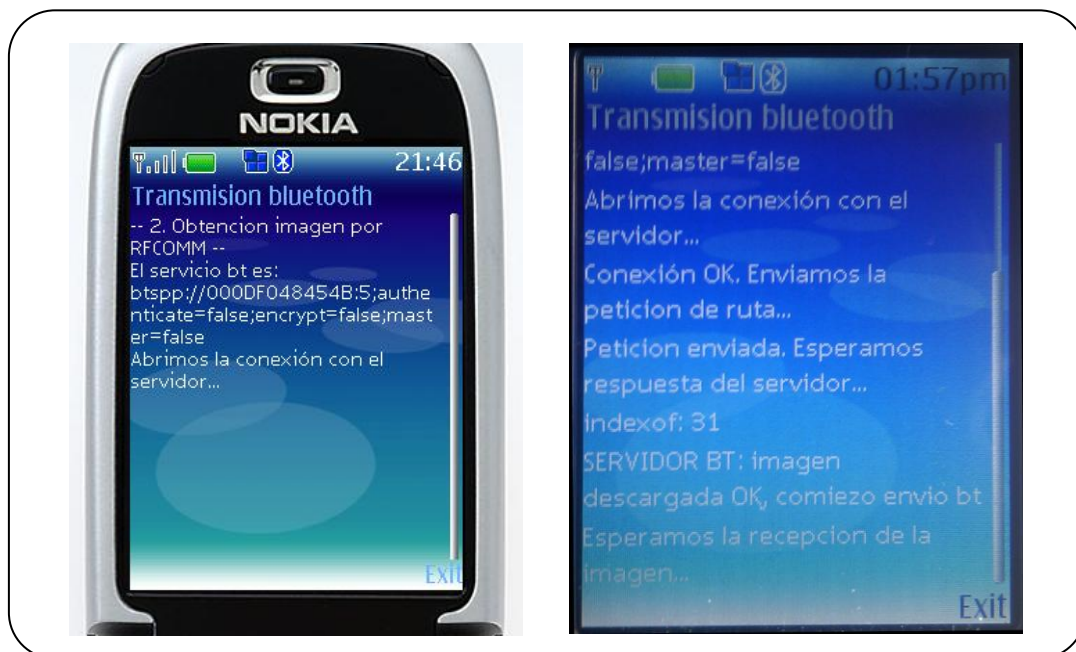 NOKIA
21:46
Transmision bluetooth
-- 2. Obtencion imagen por
RFCOMM --
El servicio bt es:
btspp://000DF048454B:5;authe
nticate=false;encrypt=false;mast
er=false
Abrimos la conexión con el
servidor...
Exit
01:57pm
Transmision bluetooth
false;master=false
Abrimos la conexión con el
servidor...
Conexión OK. Enviamos la
peticion de ruta...
Peticion enviada. Esperamos
respuesta del servidor...
indexof: 31
SERVIDOR BT: imagen
descargada OK, comiezo envio bt
Esperamos la recepcion de la
imagen...
Exit